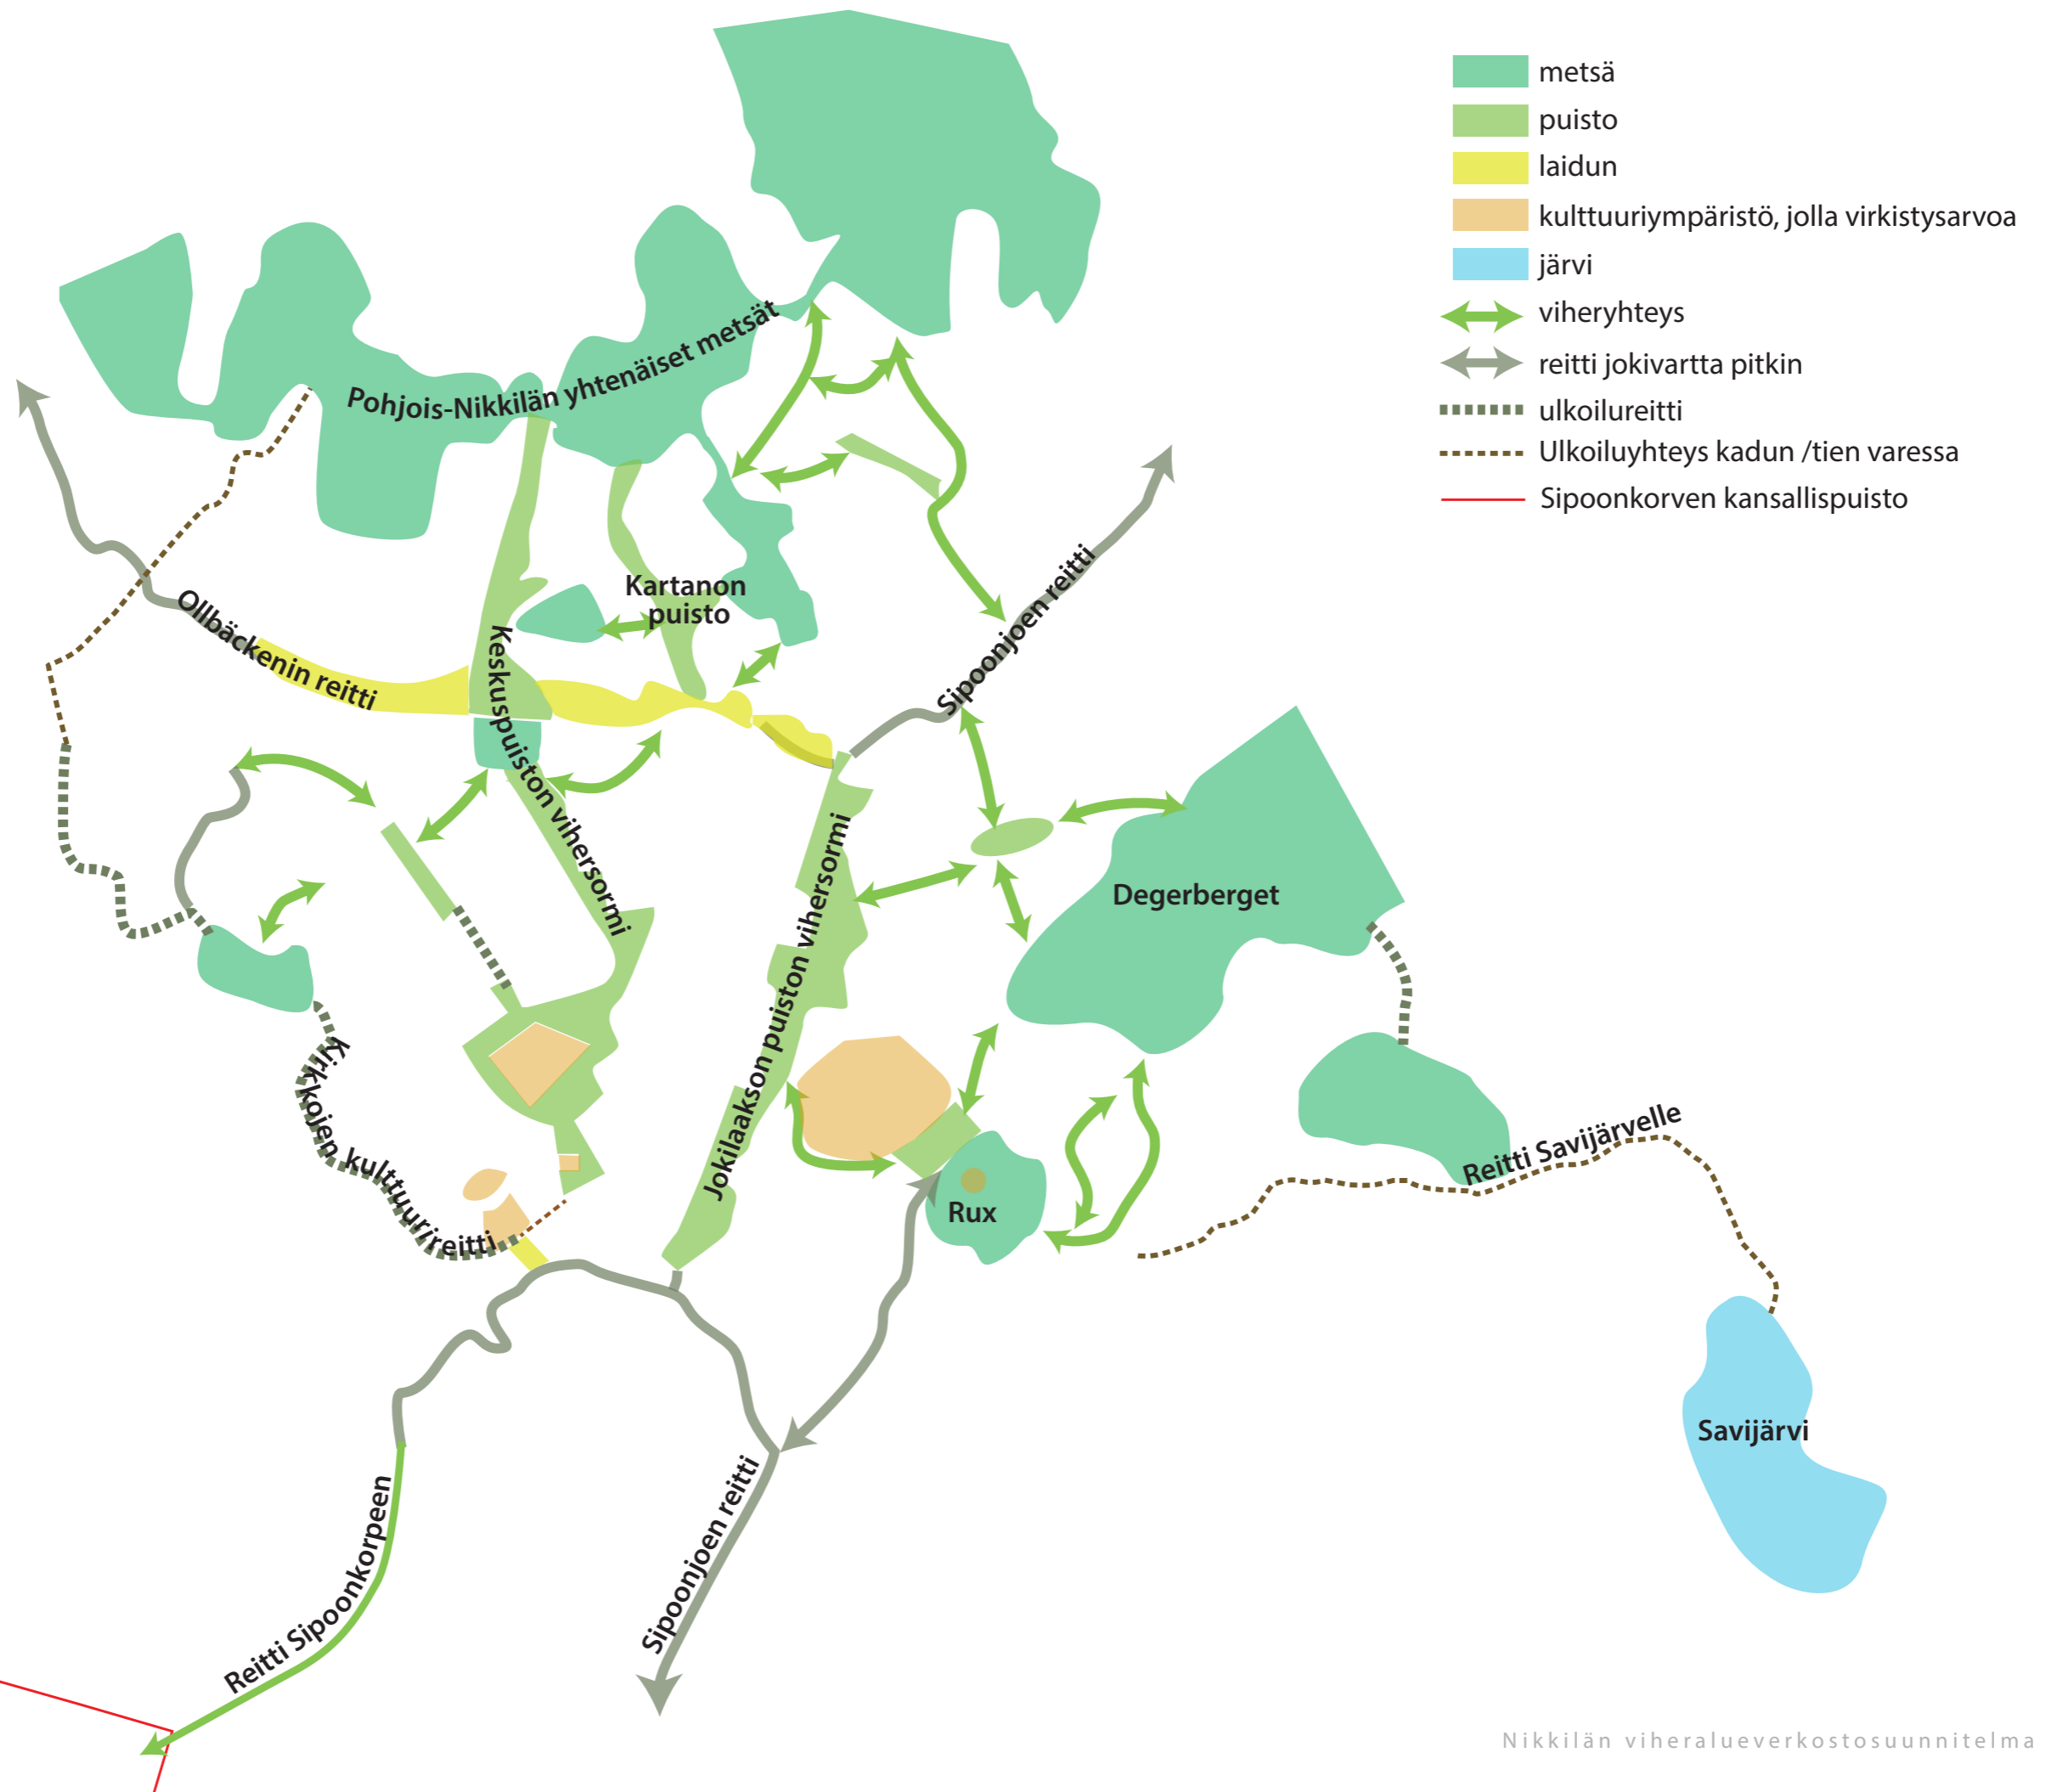 metsä
puisto
laidun
kulttuuriympäristö, jolla virkistysarvoa
järvi
viheryhteys
reitti jokivartta pitkin
ulkoilureitti
Ulkoiluyhteys kadun /tien varessa
Sipoonkorven kansallispuisto
Pohjois-Nikkilän yhtenäiset metsät
Kartanon
puisto
Ollbäckenin reitti
Keskuspuiston vihersormi
Sipoonjoen reitti
Jokilaakson puiston vihersormi
Degerberget
Kirkkojen kulttuurireitti
Rux
Reitti Savijärvelle
Savijärvi
Sipoonjoen reitti
Reitti Sipoonkorpeen
Nikkilän viheralueverkostosuunnitelma